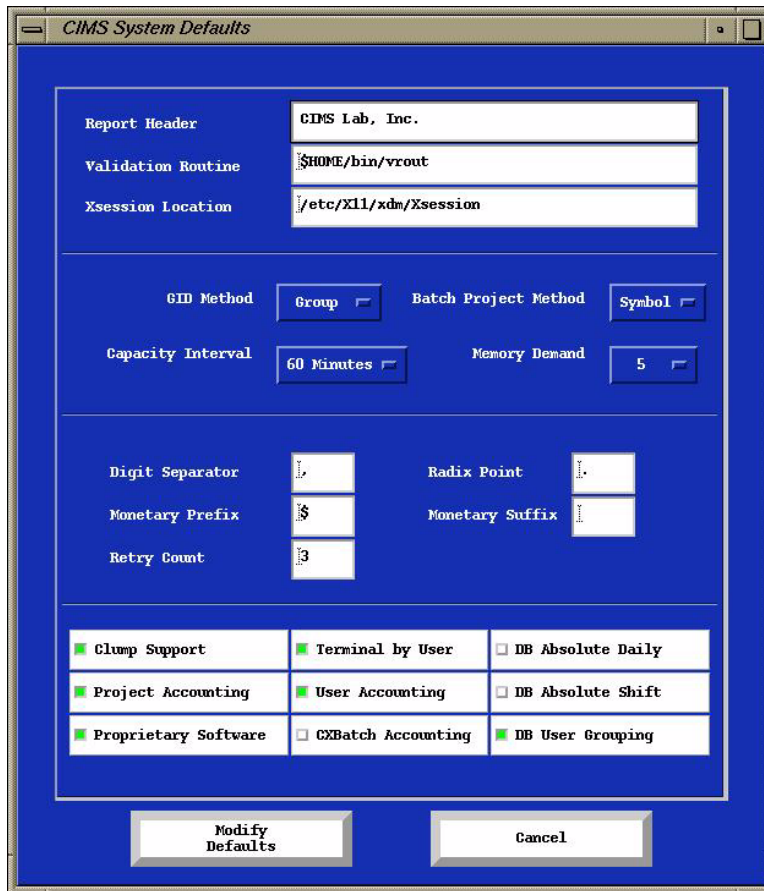 CIMS System Defaults
Report Header CIMS Lab, Inc.
Validation Routine $HOME/bin/vrout
Xsession Location /etc/X11/xdm/Xsession
GID Method Group Batch Project Method Symbol
Capacity Interval 60 Minutes Memory Demand 5
Digit Separator , Radix Point .
Monetary Prefix $ Monetary Suffix
Retry Count 3
Clump Support Terminal by User DB Absolute Daily
Project Accounting User Accounting DB Absolute Shift
Proprietary Software CXBatch Accounting DB User Grouping
Modify
Defaults
Cancel